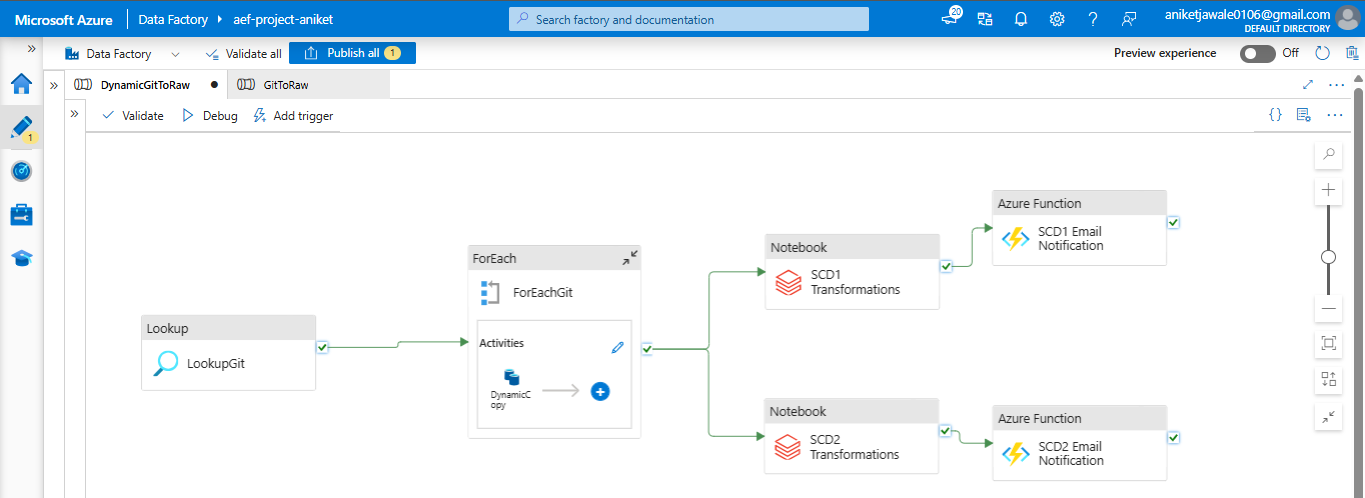 Microsoft Azure Data Factory aef-project-aniket Search factory and documentation 20 aniketjawale0106@gmail.com
DEFAULT DIRECTORY
Data Factory Validate all Publish all 1 Preview experience Off
DynamicGitToRaw GitToRaw
Validate Debug Add trigger
1
Azure Function
SCD1 Email
Notification
Notebook
SCD1
Transformations
ForEach
ForEachGit
Activities
DynamicC
opy
Lookup
LookupGit
Notebook
SCD2
Transformations
Azure Function
SCD2 Email
Notification